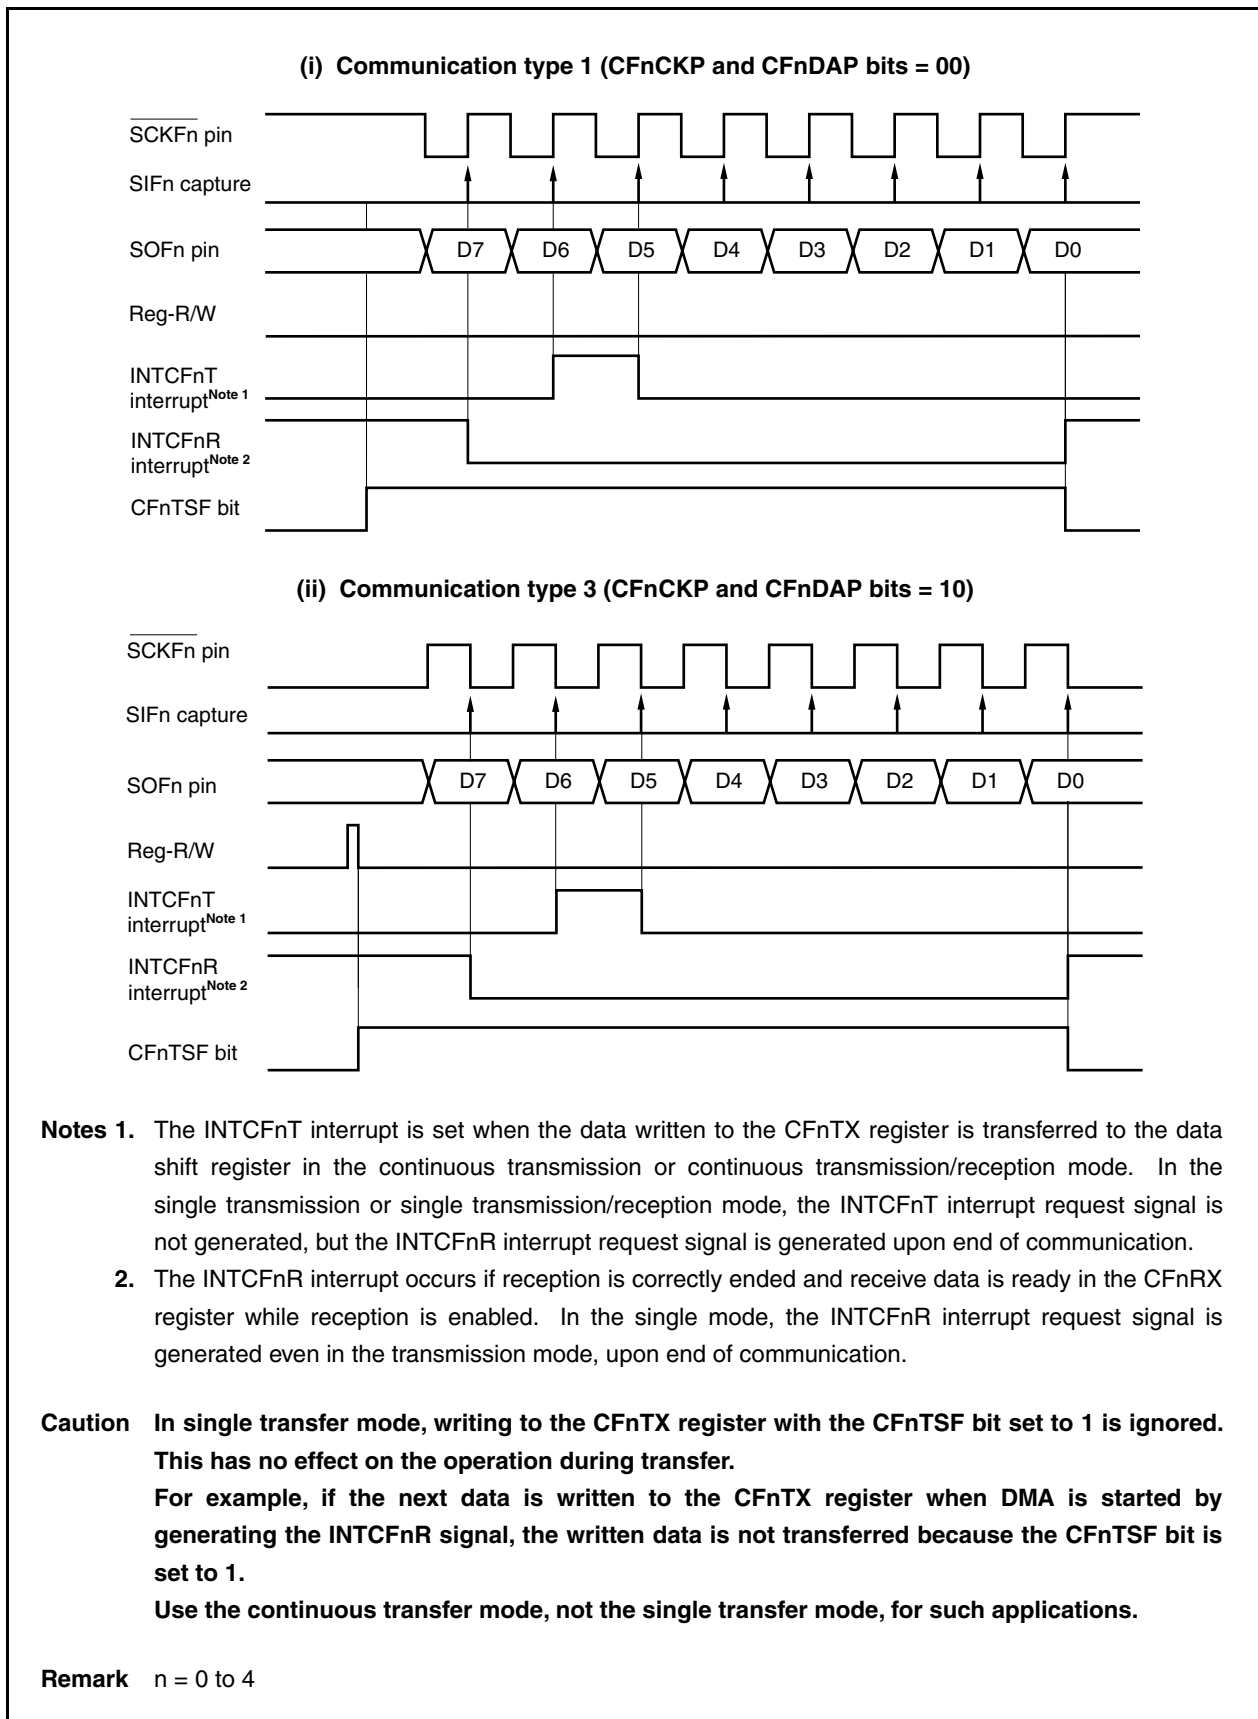 (i) Communication type 1 (CFnCKP and CFnDAP bits = 00)
SCKFn pin
SIFn capture
SOFn pin D7 D6 D5 D4 D3 D2 D1 D0
Reg-R/W
INTCFnT
interrupt Note 1
INTCFnR
interrupt Note 2
CFnTSF bit
(ii) Communication type 3 (CFnCKP and CFnDAP bits = 10)
SCKFn pin
SIFn capture
SOFn pin D7 D6 D5 D4 D3 D2 D1 D0
Reg-R/W
INTCFnT
interrupt Note 1
INTCFnR
interrupt Note 2
CFnTSF bit
Notes 1. The INTCFnT interrupt is set when the data written to the CFnTX register is transferred to the data
shift register in the continuous transmission or continuous transmission/reception mode. In the
single transmission or single transmission/reception mode, the INTCFnT interrupt request signal is
not generated, but the INTCFnR interrupt request signal is generated upon end of communication.
2. The INTCFnR interrupt occurs if reception is correctly ended and receive data is ready in the CFnRX
register while reception is enabled. In the single mode, the INTCFnR interrupt request signal is
generated even in the transmission mode, upon end of communication.
Caution In single transfer mode, writing to the CFnTX register with the CFnTSF bit set to 1 is ignored.
This has no effect on the operation during transfer.
For example, if the next data is written to the CFnTX register when DMA is started by
generating the INTCFnR signal, the written data is not transferred because the CFnTSF bit is
set to 1.
Use the continuous transfer mode, not the single transfer mode, for such applications.
Remark n = 0 to 4